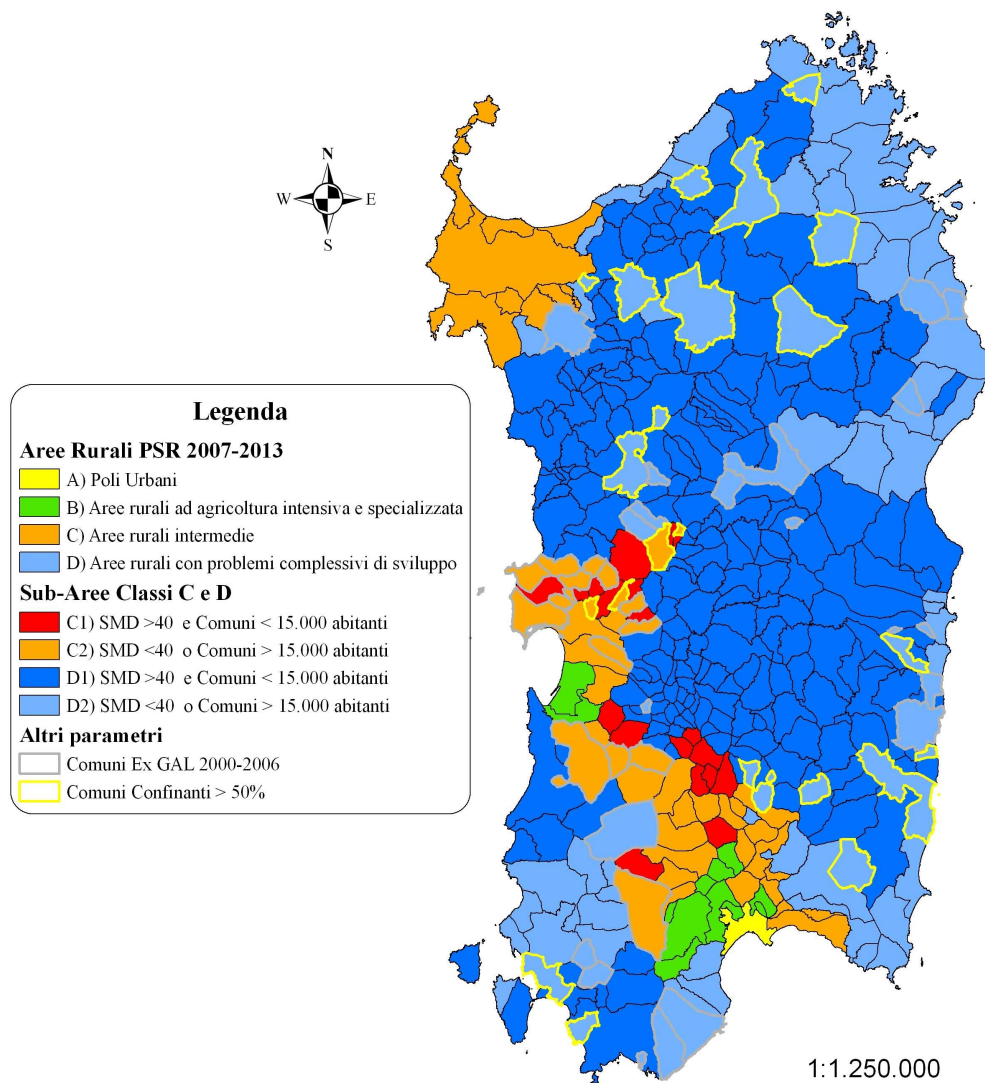 N
W E
S
Legenda
Aree Rurali PSR 2007-2013
A) Poli Urbani
B) Aree rurali ad agricoltura intensiva e specializzata
C) Aree rurali intermedie
D) Aree rurali con problemi complessivi di sviluppo
Sub-Aree Classi C e D
C1) SMD >40 e Comuni < 15.000 abitanti
C2) SMD <40 o Comuni > 15.000 abitanti
D1) SMD >40 e Comuni < 15.000 abitanti
D2) SMD <40 o Comuni > 15.000 abitanti
Altri parametri
Comuni Ex GAL 2000-2006
Comuni Confinanti > 50%
1:1.250.000